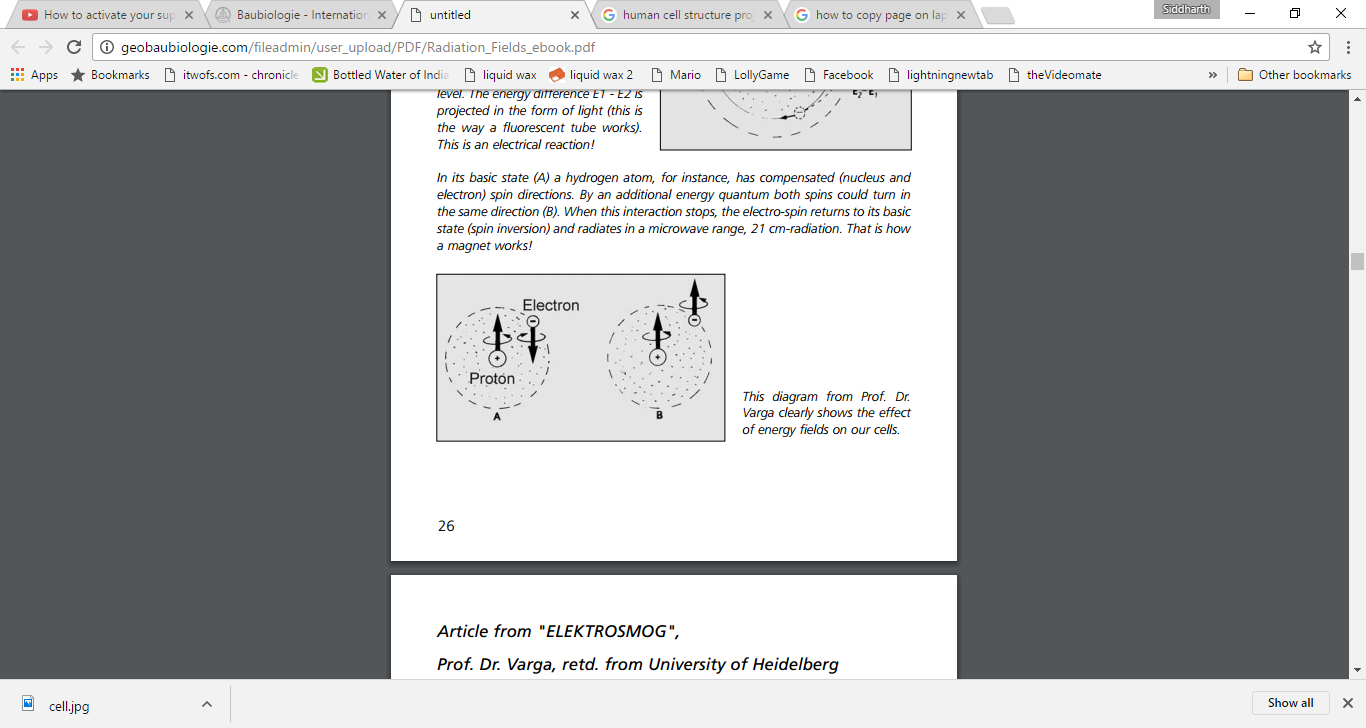 How to activate your sup
Baubiologie - Internation
untitled
human cell structure pro
how to copy page on lap
Siddharth
geobaubiologie.com/fileadmin/user_upload/PDF/Radiation_Fields_ebook.pdf
Apps
Bookmarks
itwofs.com - chronicle
Bottled Water of India
liquid wax
liquid wax 2
Mario
LollyGame
Facebook
lightningnewtab
theVideomate
»
Other bookmarks
level. The energy difference E1 - E2 is
projected in the form of light (this is
the way a fluorescent tube works).
This is an electrical reaction!
E2-E1
In its basic state (A) a hydrogen atom, for instance, has compensated (nucleus and
electron) spin directions. By an additional energy quantum both spins could turn in
the same direction (B). When this interaction stops, the electro-spin returns to its basic
state (spin inversion) and radiates in a microwave range, 21 cm-radiation. That is how
a magnet works!
Electron
Proton
A
B
This diagram from Prof. Dr.
Varga clearly shows the effect
of energy fields on our cells.
26
Article from "ELEKTROSMOG",
Prof. Dr. Varga, retd. from University of Heidelberg
cell.jpg
Show all